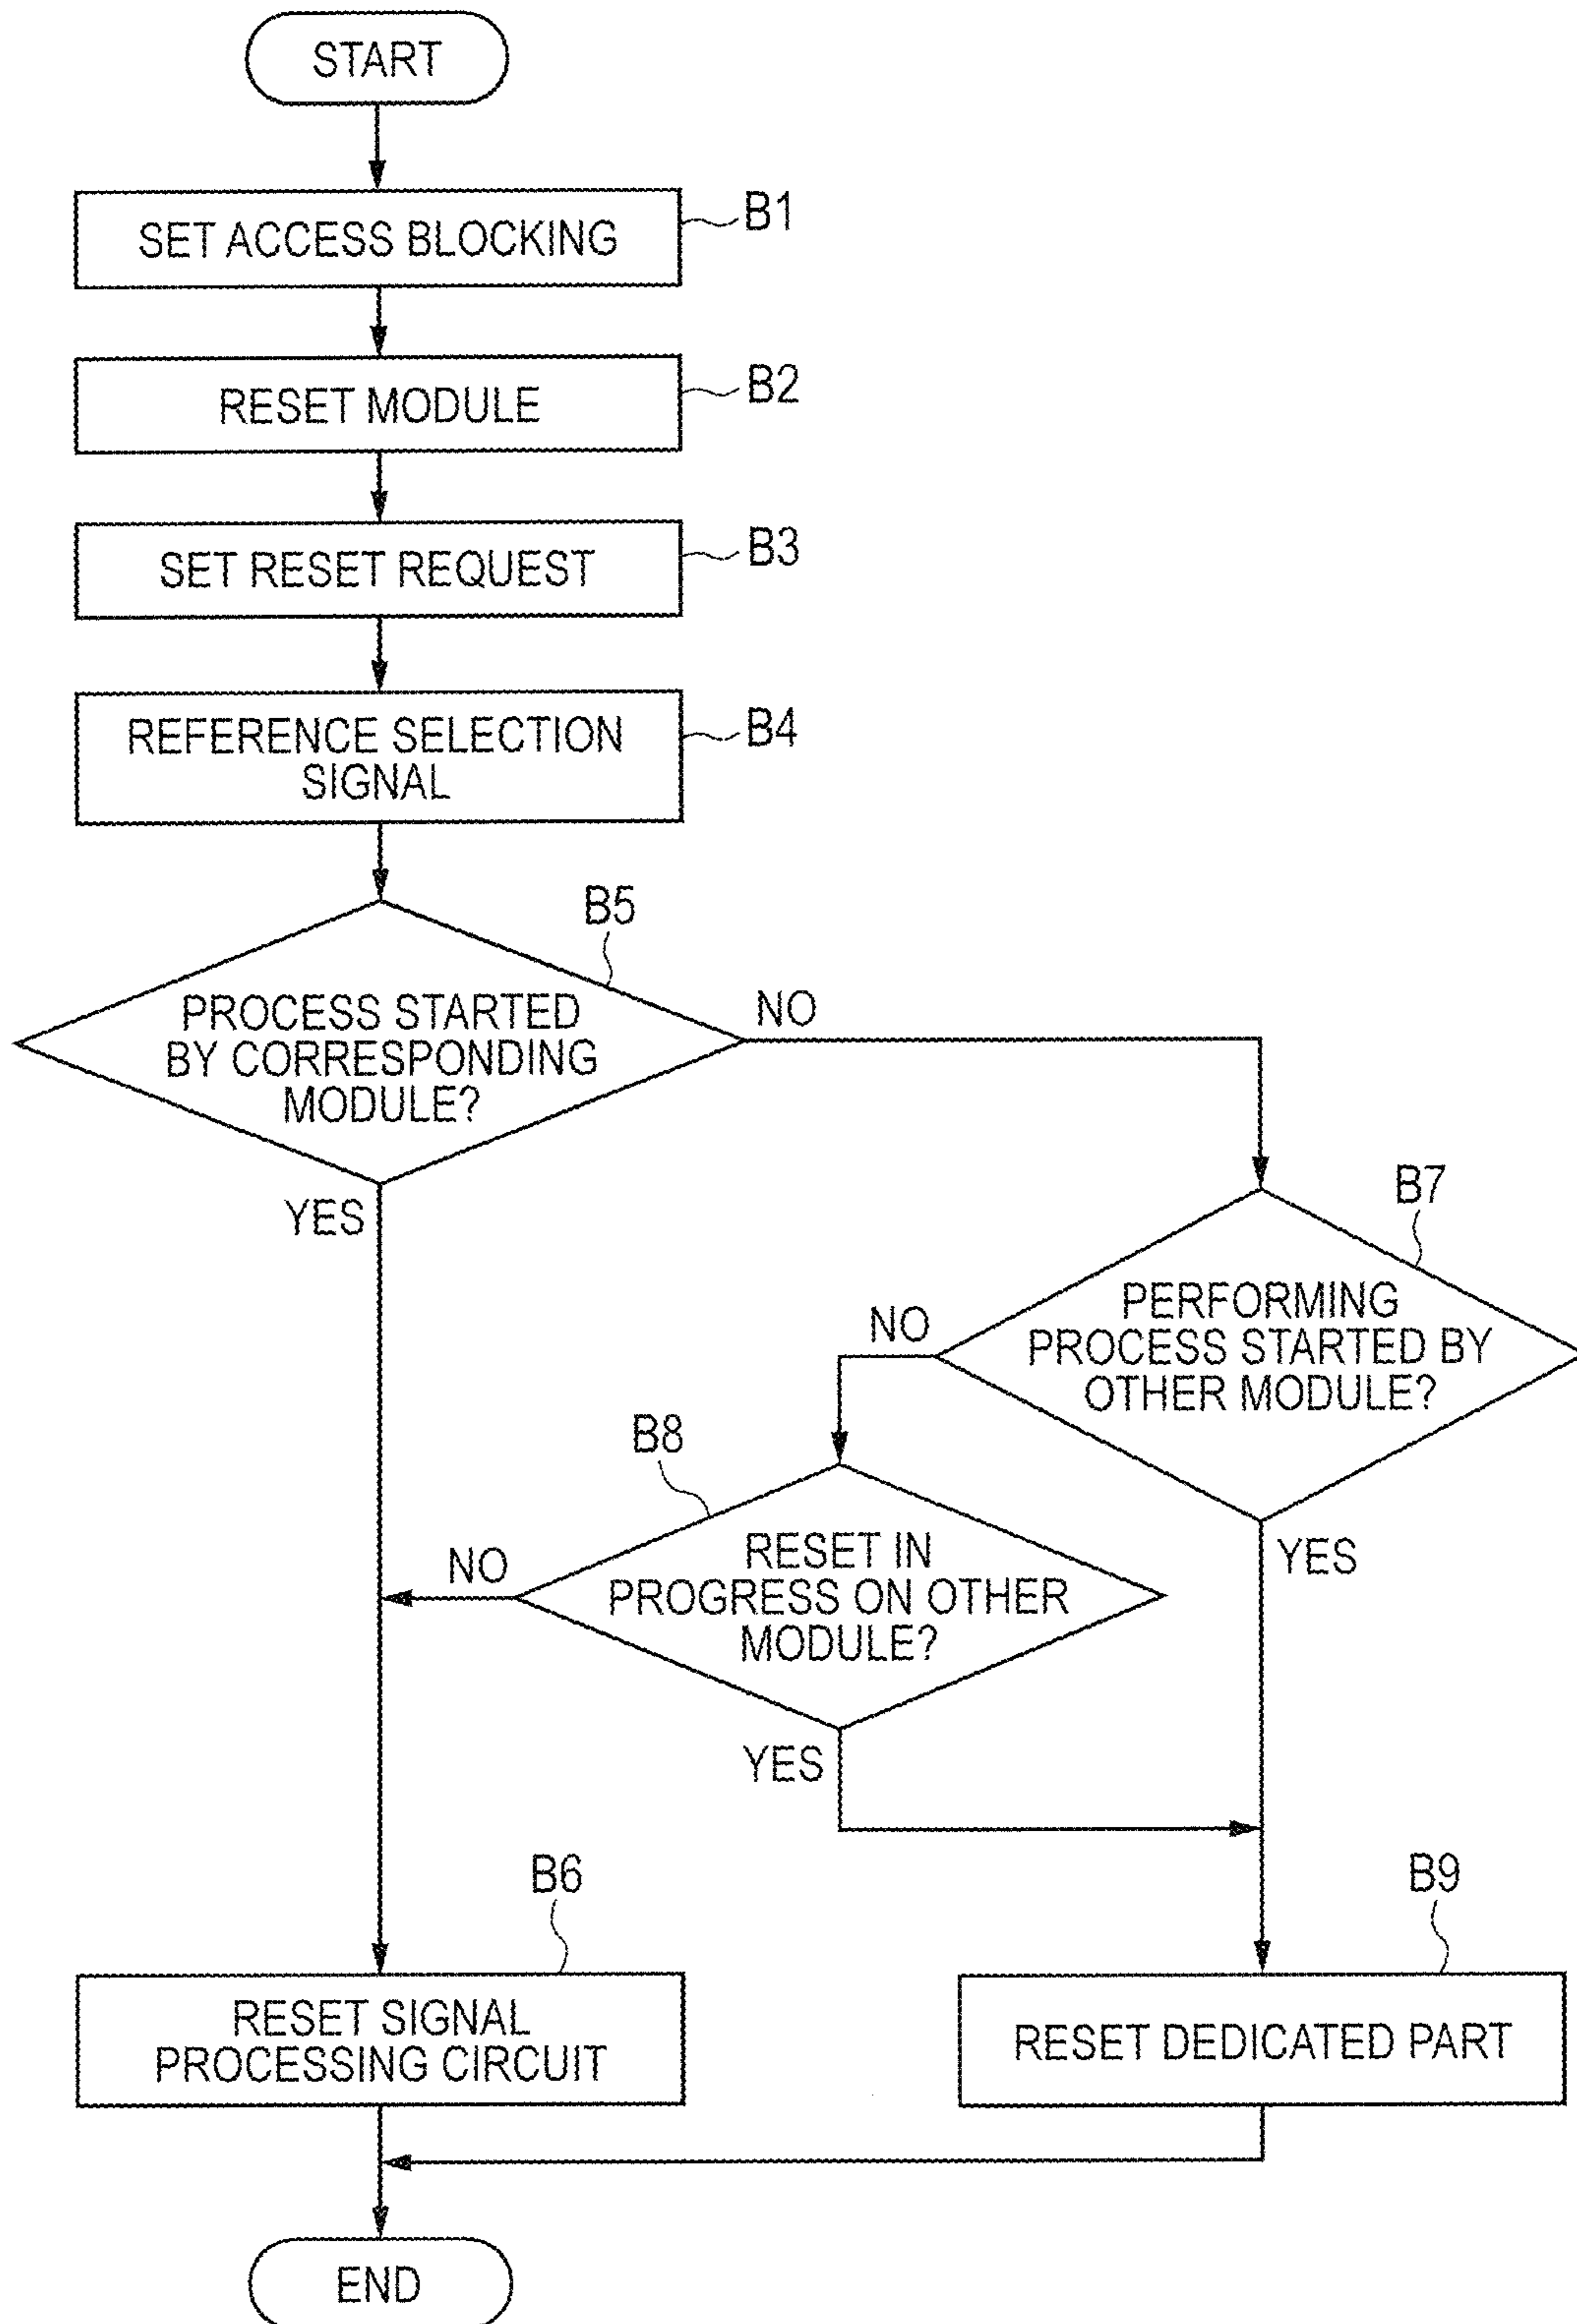 START
SET ACCESS BLOCKING
B1
RESET MODULE
B2
SET RESET REQUEST
B3
REFERENCE SELECTION
SIGNAL
B4
B5
PROCESS STARTED
BY CORRESPONDING
MODULE?
NO
YES
B7
PERFORMING
PROCESS STARTED BY
OTHER MODULE?
NO
YES
B8
RESET IN
PROGRESS ON OTHER
MODULE?
NO
YES
B6
RESET SIGNAL
PROCESSING CIRCUIT
B9
RESET DEDICATED PART
END